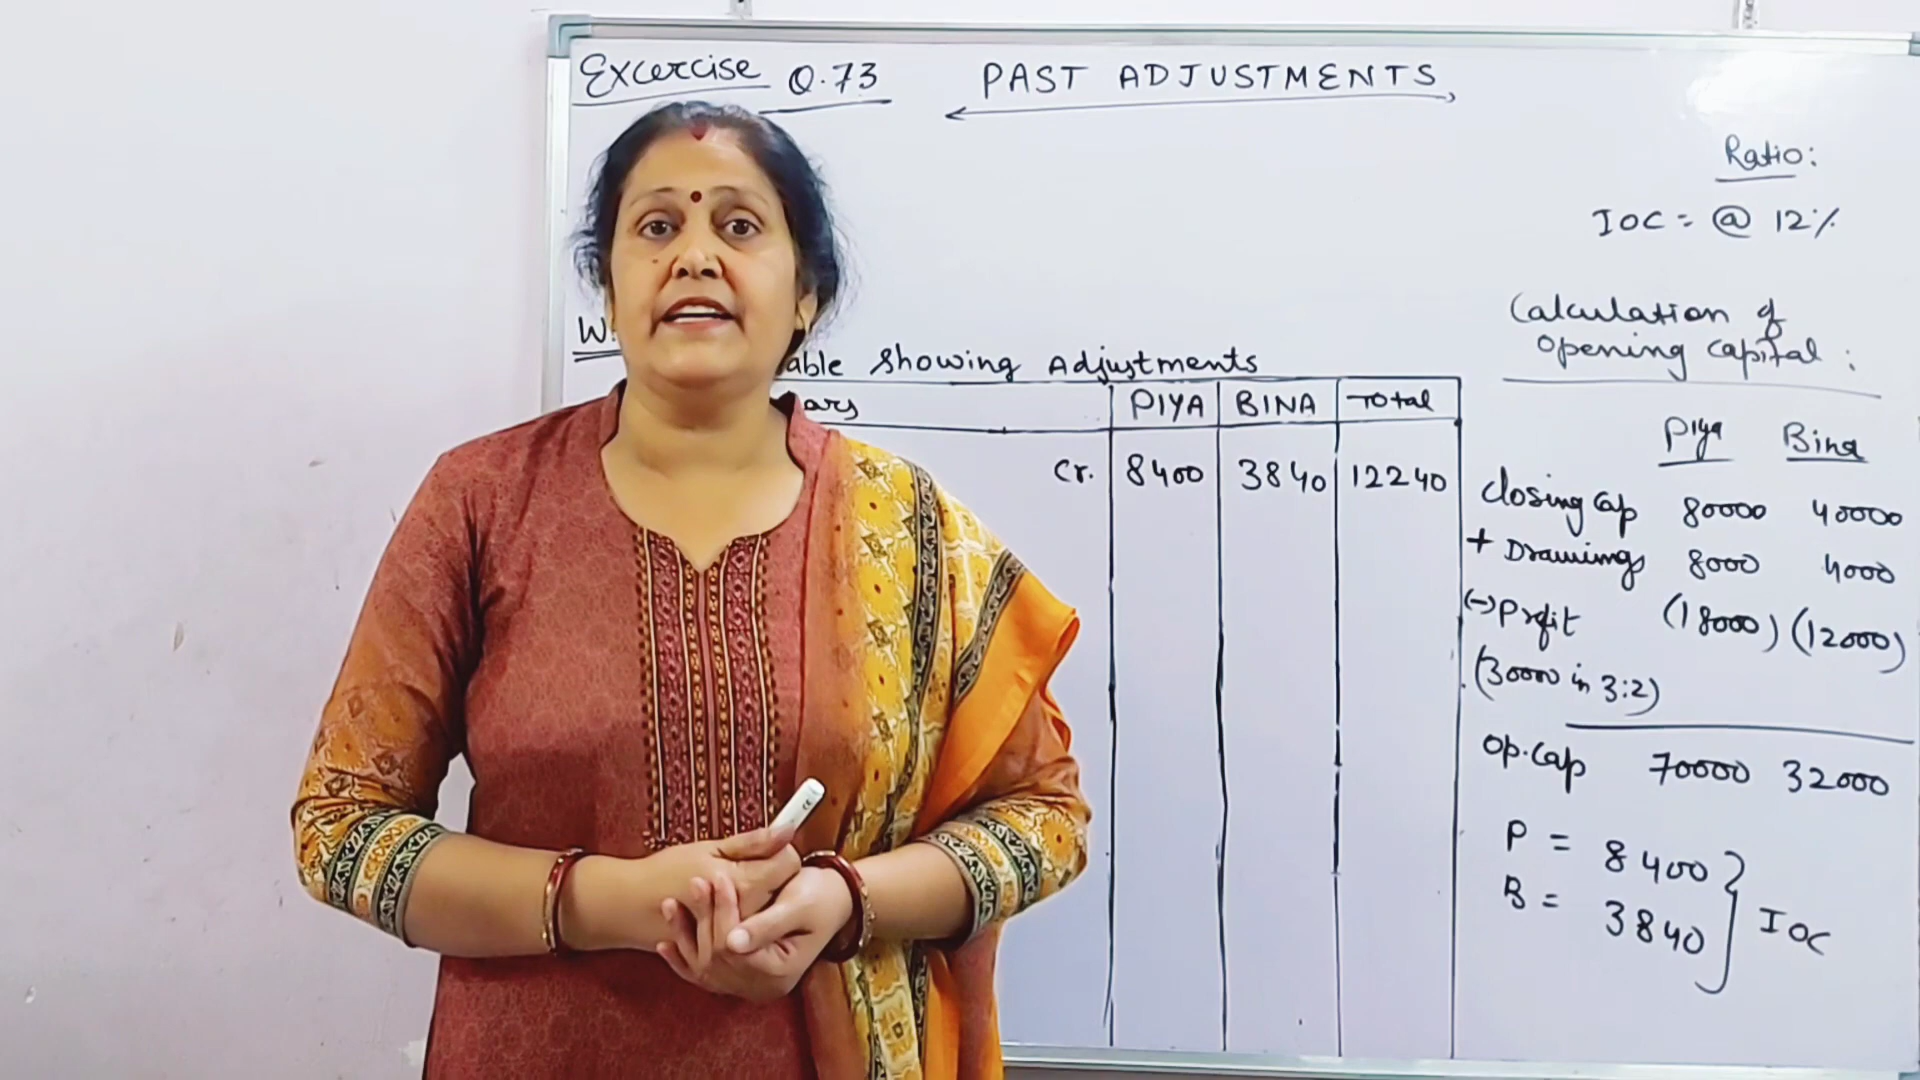 Excercise Q.73
PAST ADJUSTMENTS
Ratio:
IOC = @ 12%
Calculation of
opening capital :
Showing Adjustments
PIYA BINA Total
Cr. 8400 3840 12240
Piya Bina
closing cap 80000 40000
+ Drawings 8000 4000
(-) Profit (18000) (12000)
(30000 in 3:2)
op.cap 70000 32000
P = 8400
B = 3840
IOC